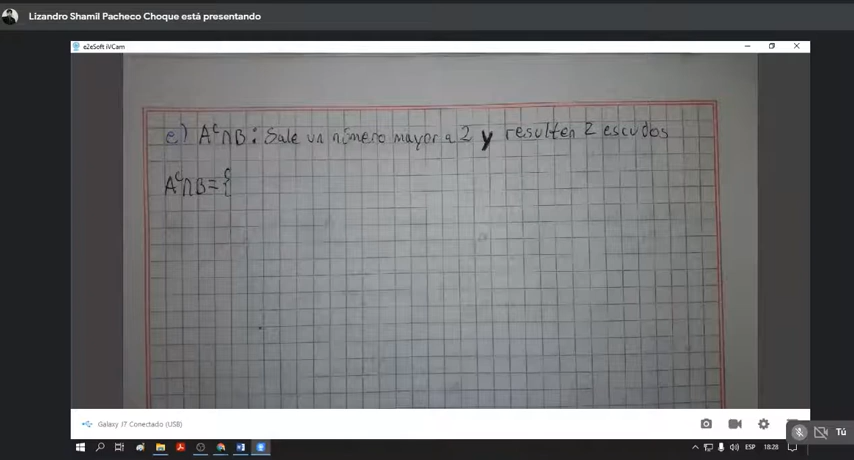 Lizandro Shamil Pacheco Choque está presentando
e2eSoft iVCam
e) Aᶜ∩B: Sale un número mayor a 2 y resulten 2 escudos
Aᶜ∩B={
Galaxy J7 Conectado (USB)
Tú
ESP
18:28